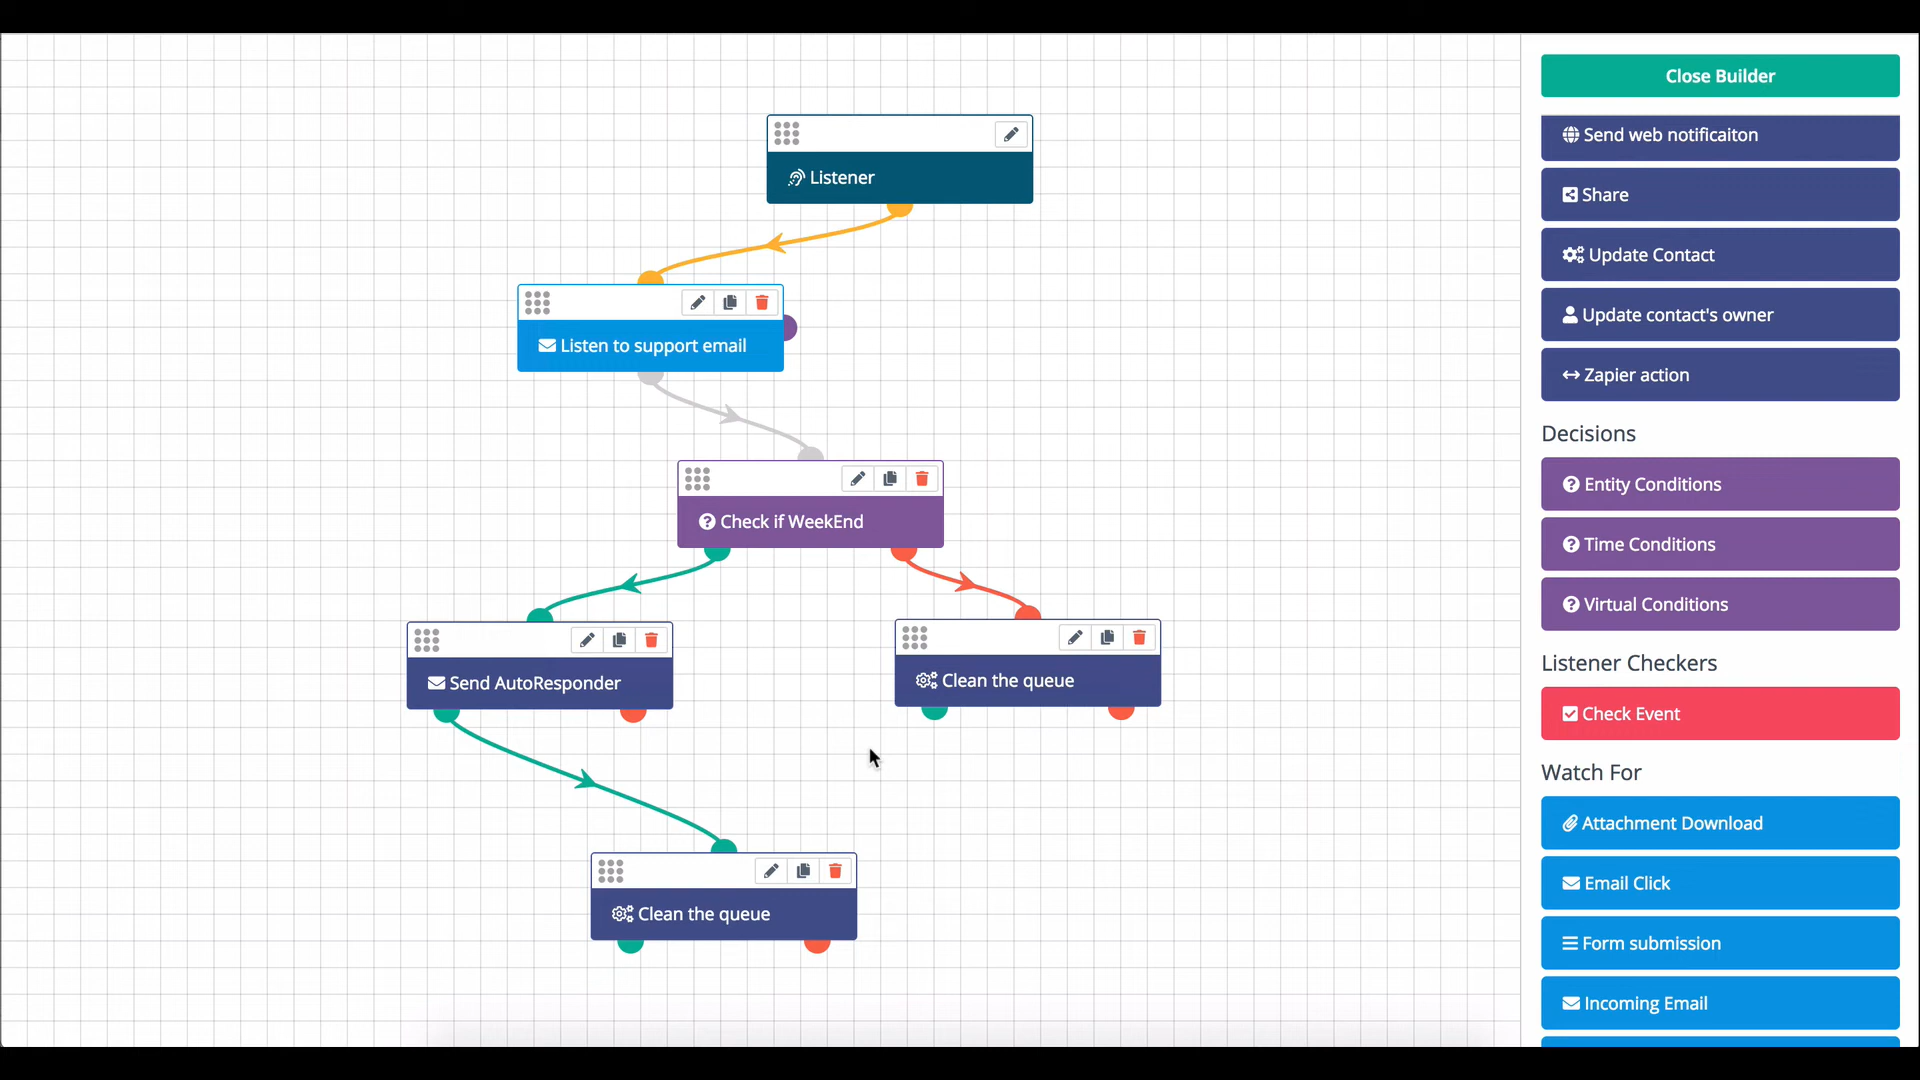 Listener
Listen to support email
Check if WeekEnd
Send AutoResponder
Clean the queue
Clean the queue
Close Builder
Send web notificaiton
Share
Update Contact
Update contact's owner
Zapier action
Decisions
Entity Conditions
Time Conditions
Virtual Conditions
Listener Checkers
Check Event
Watch For
Attachment Download
Email Click
Form submission
Incoming Email